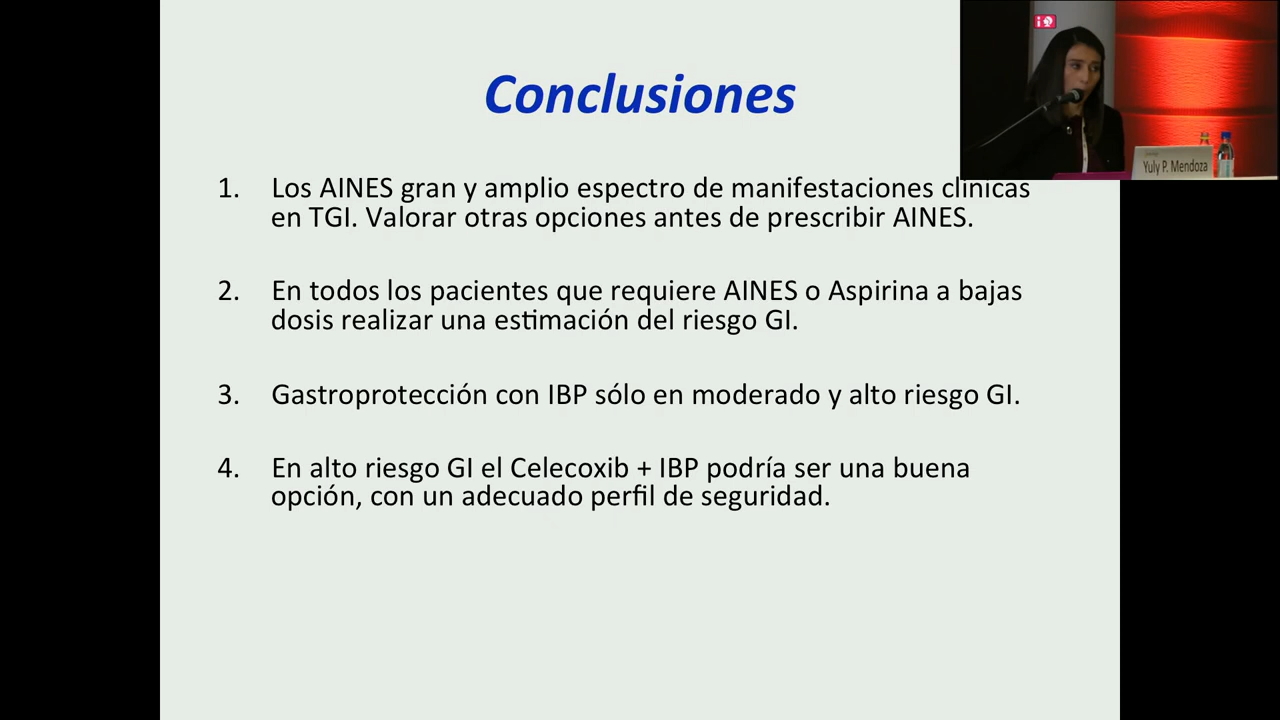 Conclusiones
1. Los AINES gran y amplio espectro de manifestaciones clínicas
en TGI. Valorar otras opciones antes de prescribir AINES.
2. En todos los pacientes que requiere AINES o Aspirina a bajas
dosis realizar una estimación del riesgo GI.
3. Gastroprotección con IBP sólo en moderado y alto riesgo GI.
4. En alto riesgo GI el Celecoxib + IBP podría ser una buena
opción, con un adecuado perfil de seguridad.
Yuly P. Mendoza